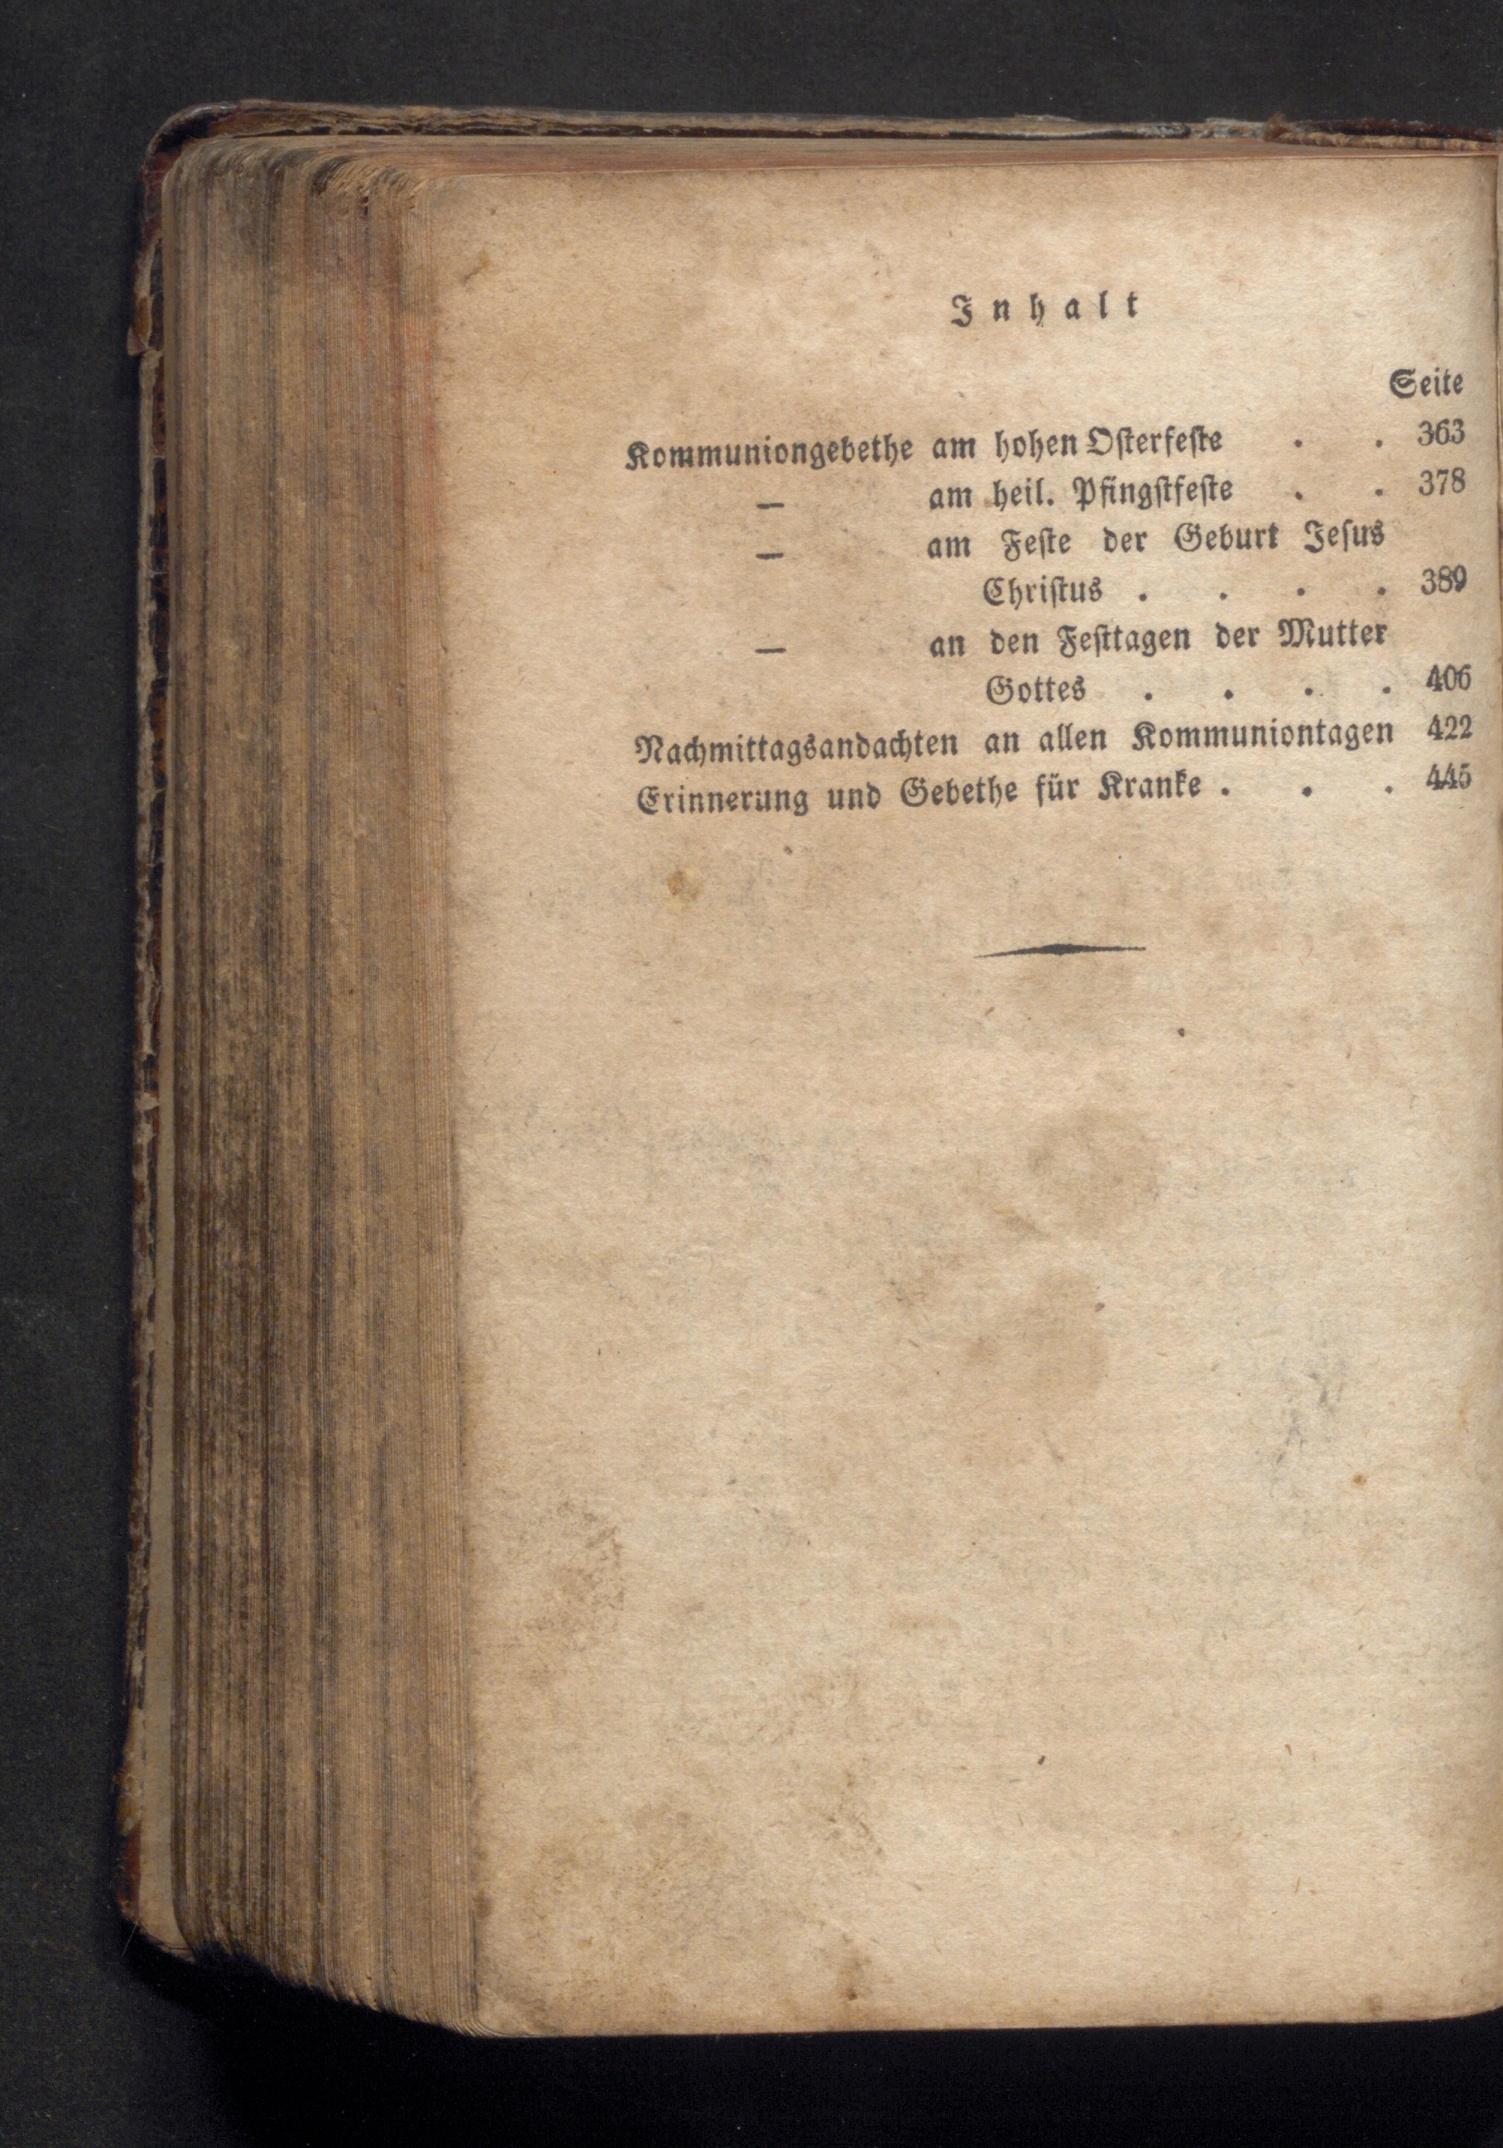 Inhalt
Seite
Kommuniongebethe am hohen Oſterfeſte . . 363
— am heil. Pfingſtfeſte . . 378
— am Feſte der Geburt Jeſus
Chriſtus . . . . 389
— an den Feſttagen der Mutter
Gottes . . . . 406
Nachmittagsandachten an allen Kommuniontagen 422
Erinnerung und Gebethe für Kranke . . . 445